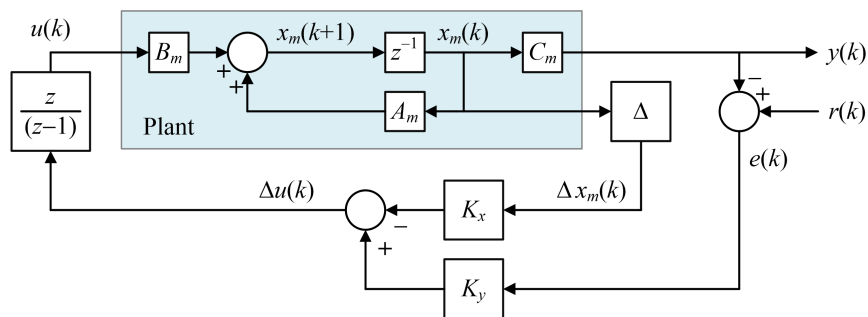 u(k)
B_m
+
+
x_m(k+1)
z⁻¹
x_m(k)
C_m
y(k)
z
(z−1)
Plant
A_m
Δ
−
+
r(k)
e(k)
Δu(k)
−
+
K_x
Δx_m(k)
K_y